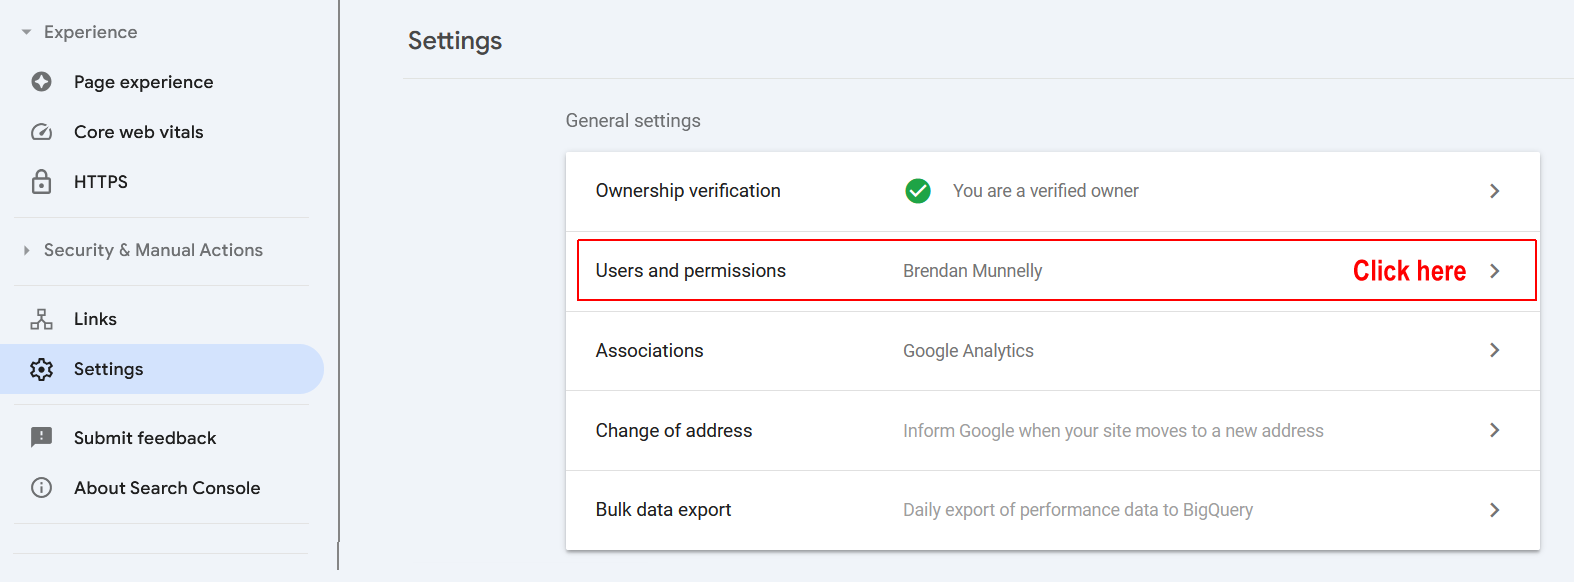 Experience
Page experience
Core web vitals
HTTPS
Security & Manual Actions
Links
Settings
Submit feedback
About Search Console
Settings
General settings
Ownership verification You are a verified owner
Users and permissions Brendan Munnelly Click here
Associations Google Analytics
Change of address Inform Google when your site moves to a new address
Bulk data export Daily export of performance data to BigQuery